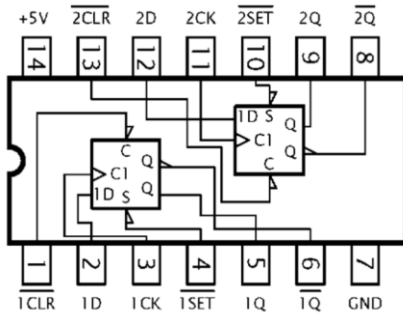 +5V 2CLR 2D 2CK 2SET 2Q 2Q
14 13 12 11 10 9 8
1D S
C1 Q
Q
C
C
C1 Q
1D S Q
1 2 3 4 5 6 7
1CLR 1D 1CK 1SET 1Q 1Q GND